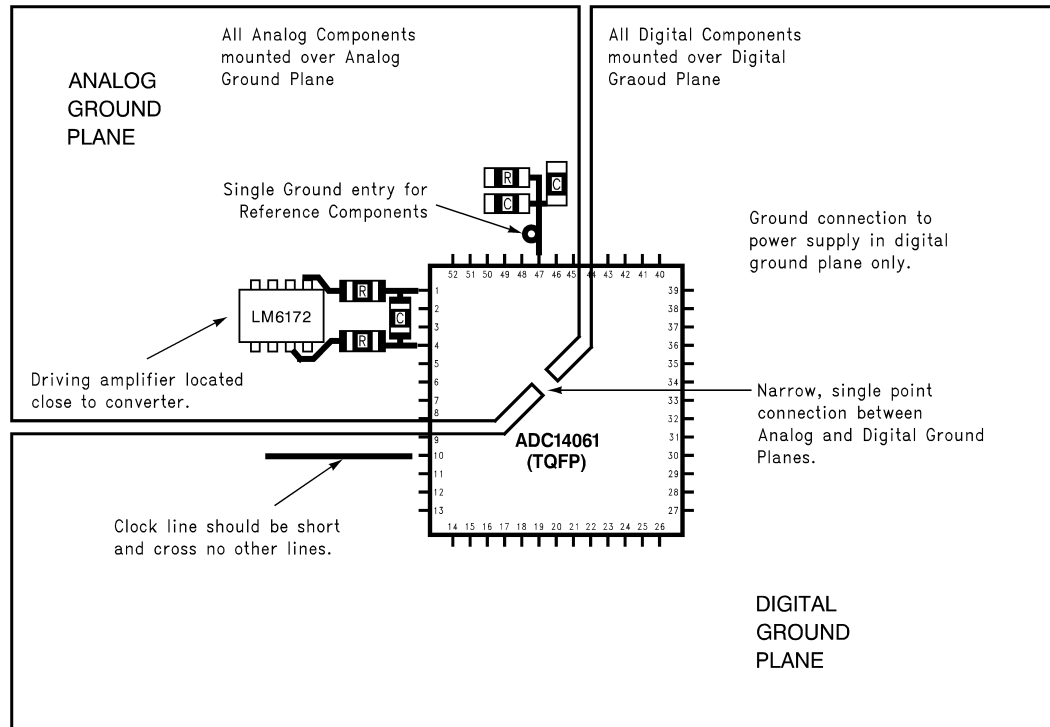 All Analog Components
mounted over Analog
Ground Plane
All Digital Components
mounted over Digital
Graoud Plane
ANALOG
GROUND
PLANE
R
C
C
Single Ground entry for
Reference Components
Ground connection to
power supply in digital
ground plane only.
52 51 50 49 48 47 46 45 44 43 42 41 40
1
2
3
4
5
6
7
8
9
10
11
12
13
39
38
37
36
35
34
33
32
31
30
29
28
27
R
LM6172
C
R
Driving amplifier located
close to converter.
Narrow, single point
connection between
Analog and Digital Ground
Planes.
ADC14061
(TQFP)
Clock line should be short
and cross no other lines.
14 15 16 17 18 19 20 21 22 23 24 25 26
DIGITAL
GROUND
PLANE